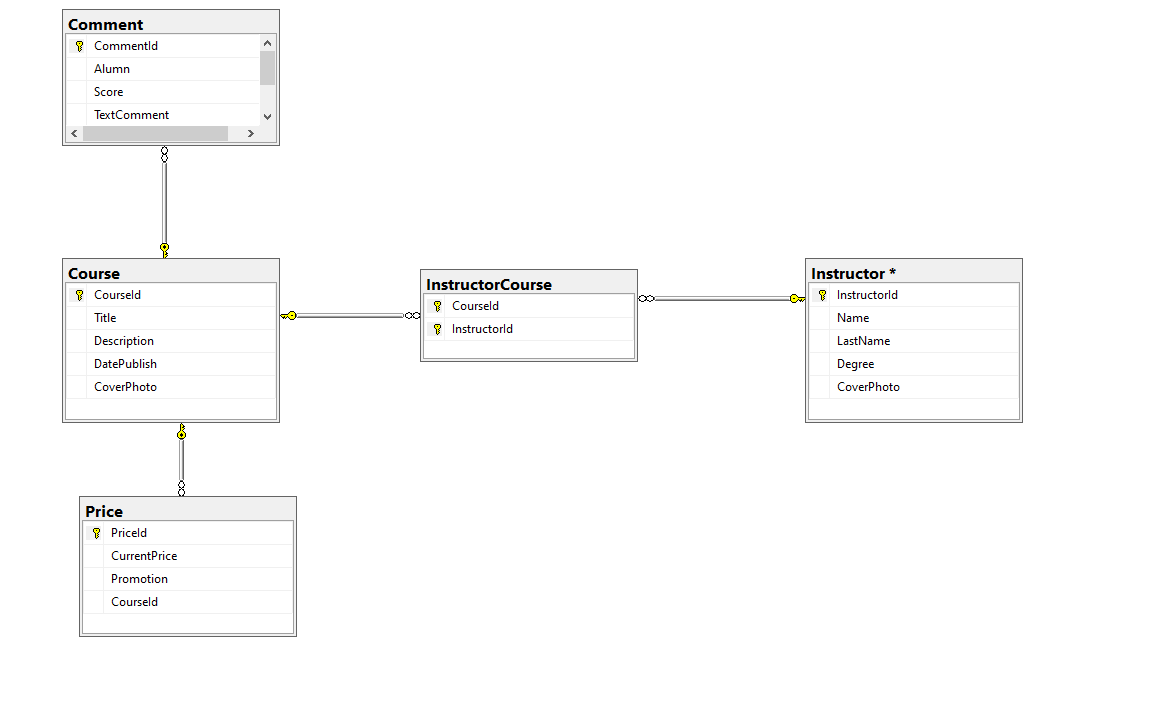 Comment
CommentId
Alumn
Score
TextComment
Course
CourseId
Title
Description
DatePublish
CoverPhoto
InstructorCourse
CourseId
InstructorId
Instructor *
InstructorId
Name
LastName
Degree
CoverPhoto
Price
PriceId
CurrentPrice
Promotion
CourseId